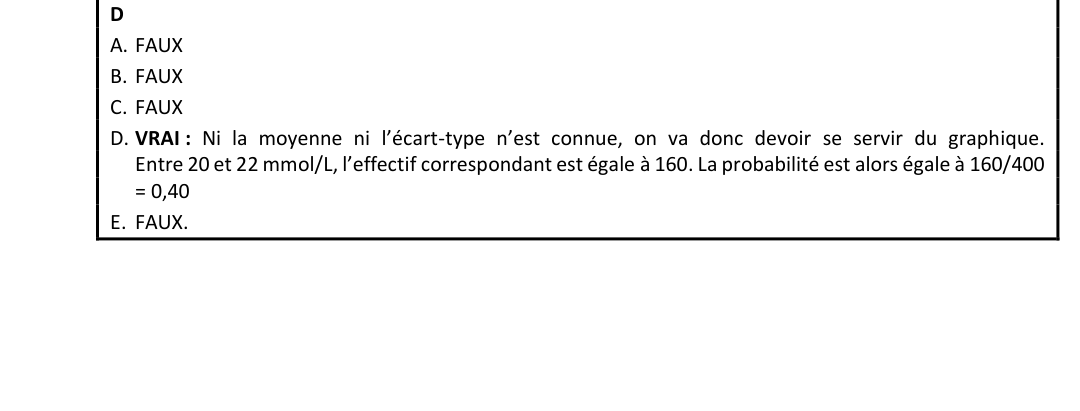 D
A. FAUX
B. FAUX
C. FAUX
D. VRAI : Ni la moyenne ni l’écart-type n’est connue, on va donc devoir se servir du graphique.
Entre 20 et 22 mmol/L, l’effectif correspondant est égale à 160. La probabilité est alors égale à 160/400
= 0,40
E. FAUX.